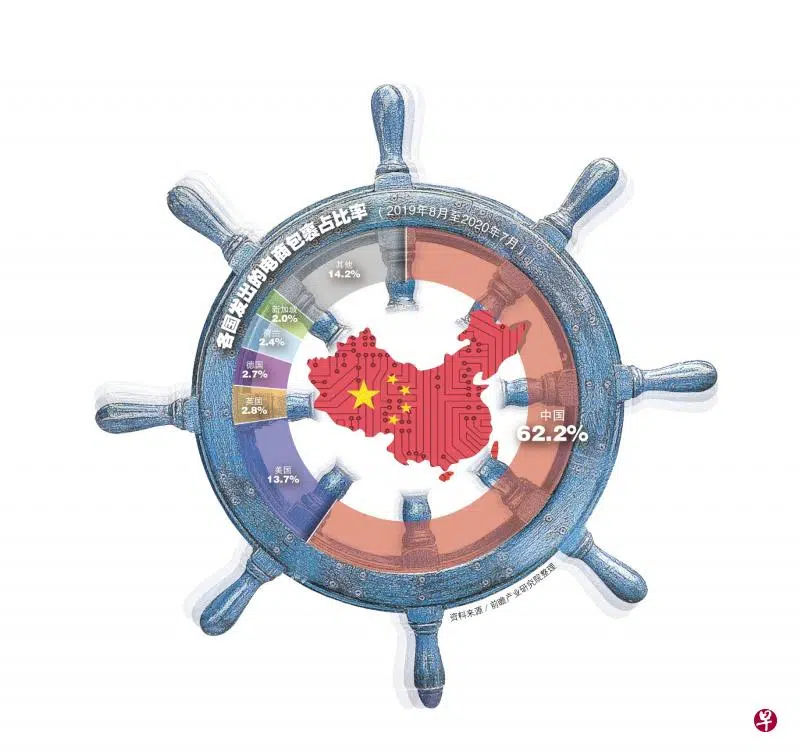 各国发出的电商包裹占比率
（2019年8月至2020年7月）
中国
62.2%
美国
13.7%
英国
2.8%
德国
2.7%
2.4%
新加坡
2.0%
其他
14.2%
资料来源/前瞻产业研究院整理
早